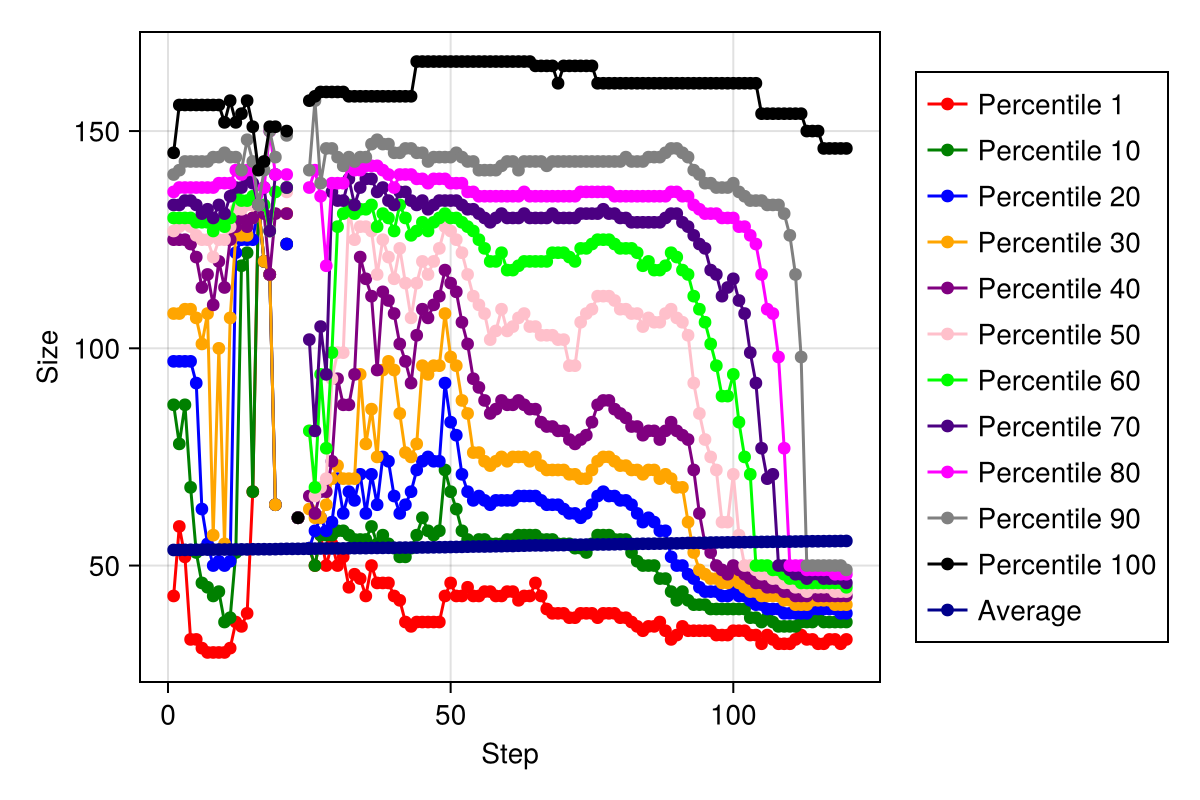 150
100
50
Size
0
50
100
Step
Percentile 1
Percentile 10
Percentile 20
Percentile 30
Percentile 40
Percentile 50
Percentile 60
Percentile 70
Percentile 80
Percentile 90
Percentile 100
Average